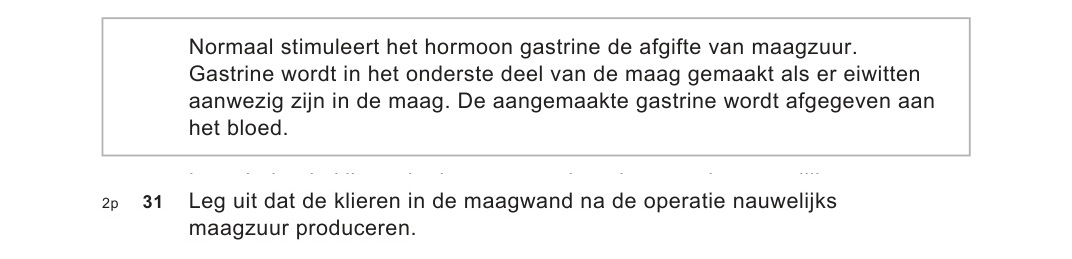 Normaal stimuleert het hormoon gastrine de afgifte van maagzuur.
Gastrine wordt in het onderste deel van de maag gemaakt als er eiwitten
aanwezig zijn in de maag. De aangemaakte gastrine wordt afgegeven aan
het bloed.
2p 31 Leg uit dat de klieren in de maagwand na de operatie nauwelijks
maagzuur produceren.